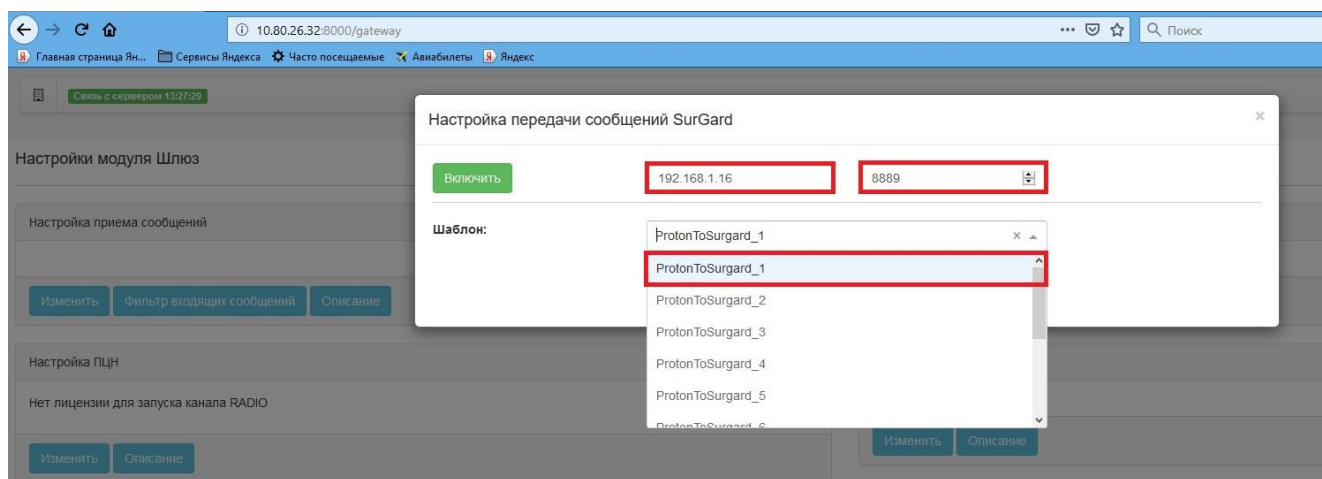 10.80.26.32:8000/gateway
Поиск
Главная страница Ян... Сервисы Яндекса Часто посещаемые Авиабилеты Яндекс
Связь с сервером 13:27:29
Настройка передачи сообщений SurGard
Настройки модуля Шлюз
Включить 192.168.1.16 8889
Настройка приема сообщений
Шаблон: ProtonToSurgard_1
ProtonToSurgard_1
Изменить Фильтр входящих сообщений Описание
ProtonToSurgard_2
ProtonToSurgard_3
Настройка ПЦН
ProtonToSurgard_4
Нет лицензии для запуска канала RADIO
ProtonToSurgard_5
ProtonToSurgard_6
Изменить Описание
Изменить Описание